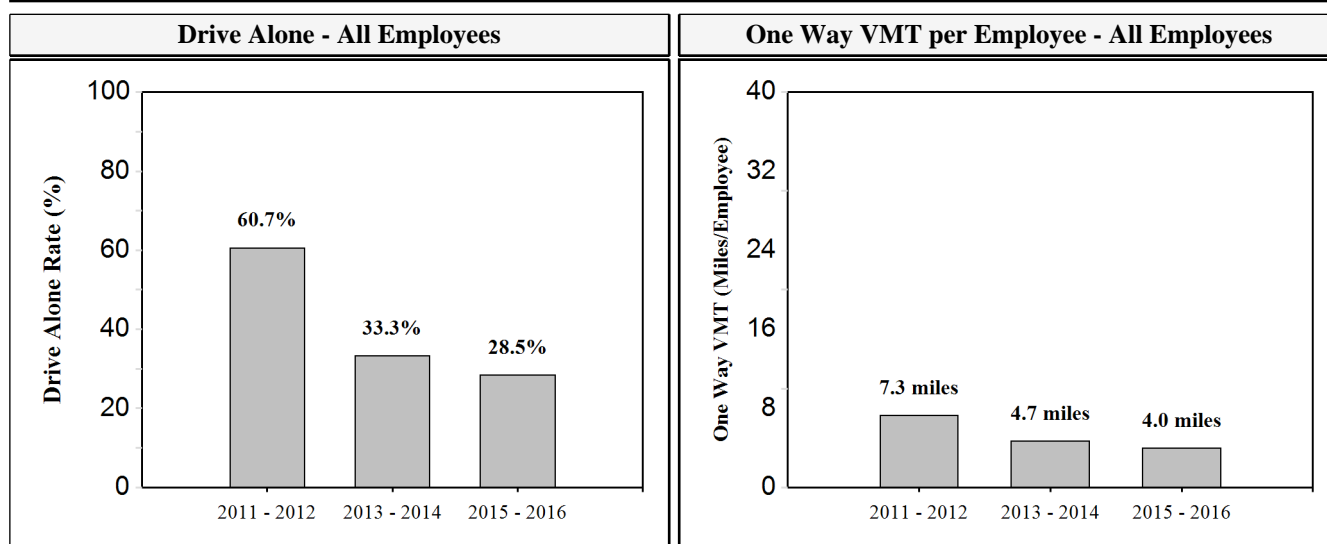 Drive Alone - All Employees
One Way VMT per Employee - All Employees
Drive Alone Rate (%)
100
80
60
40
20
0
60.7%
33.3%
28.5%
2011 - 2012
2013 - 2014
2015 - 2016
One Way VMT (Miles/Employee)
40
32
24
16
8
0
7.3 miles
4.7 miles
4.0 miles
2011 - 2012
2013 - 2014
2015 - 2016